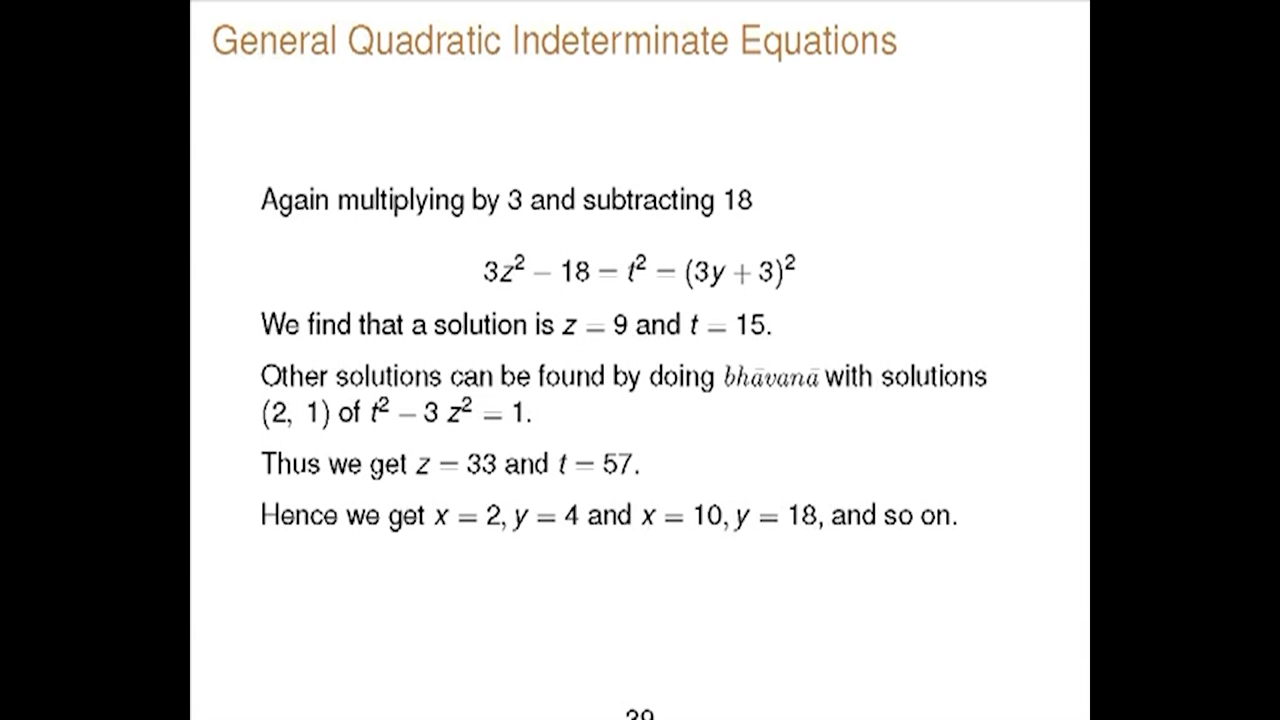 General Quadratic Indeterminate Equations
Again multiplying by 3 and subtracting 18
3z² − 18 = t² = (3y + 3)²
We find that a solution is z = 9 and t = 15.
Other solutions can be found by doing bhāvanā with solutions
(2, 1) of t² − 3 z² = 1.
Thus we get z = 33 and t = 57.
Hence we get x = 2, y = 4 and x = 10, y = 18, and so on.